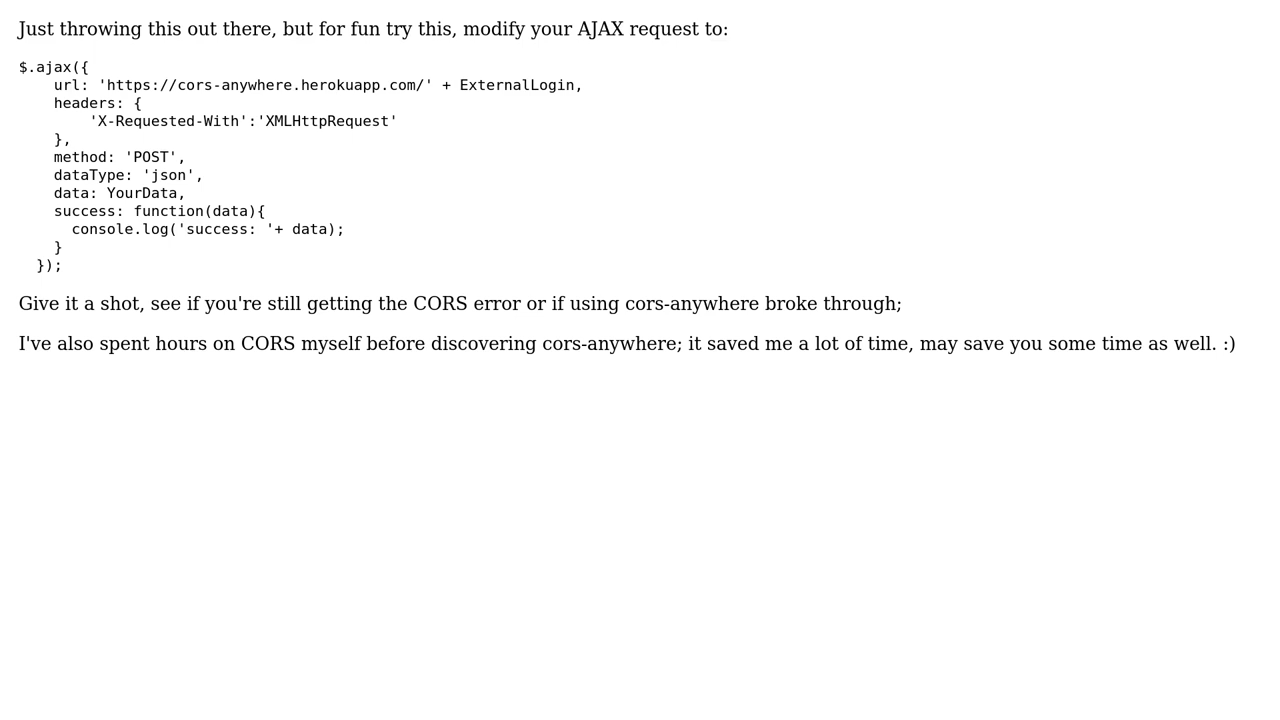 Just throwing this out there, but for fun try this, modify your AJAX request to:
$.ajax({
    url: 'https://cors-anywhere.herokuapp.com/' + ExternalLogin,
    headers: {
        'X-Requested-With':'XMLHttpRequest'
    },
    method: 'POST',
    dataType: 'json',
    data: YourData,
    success: function(data){
      console.log('success: '+ data);
    }
  });
Give it a shot, see if you're still getting the CORS error or if using cors-anywhere broke through;
I've also spent hours on CORS myself before discovering cors-anywhere; it saved me a lot of time, may save you some time as well. :)